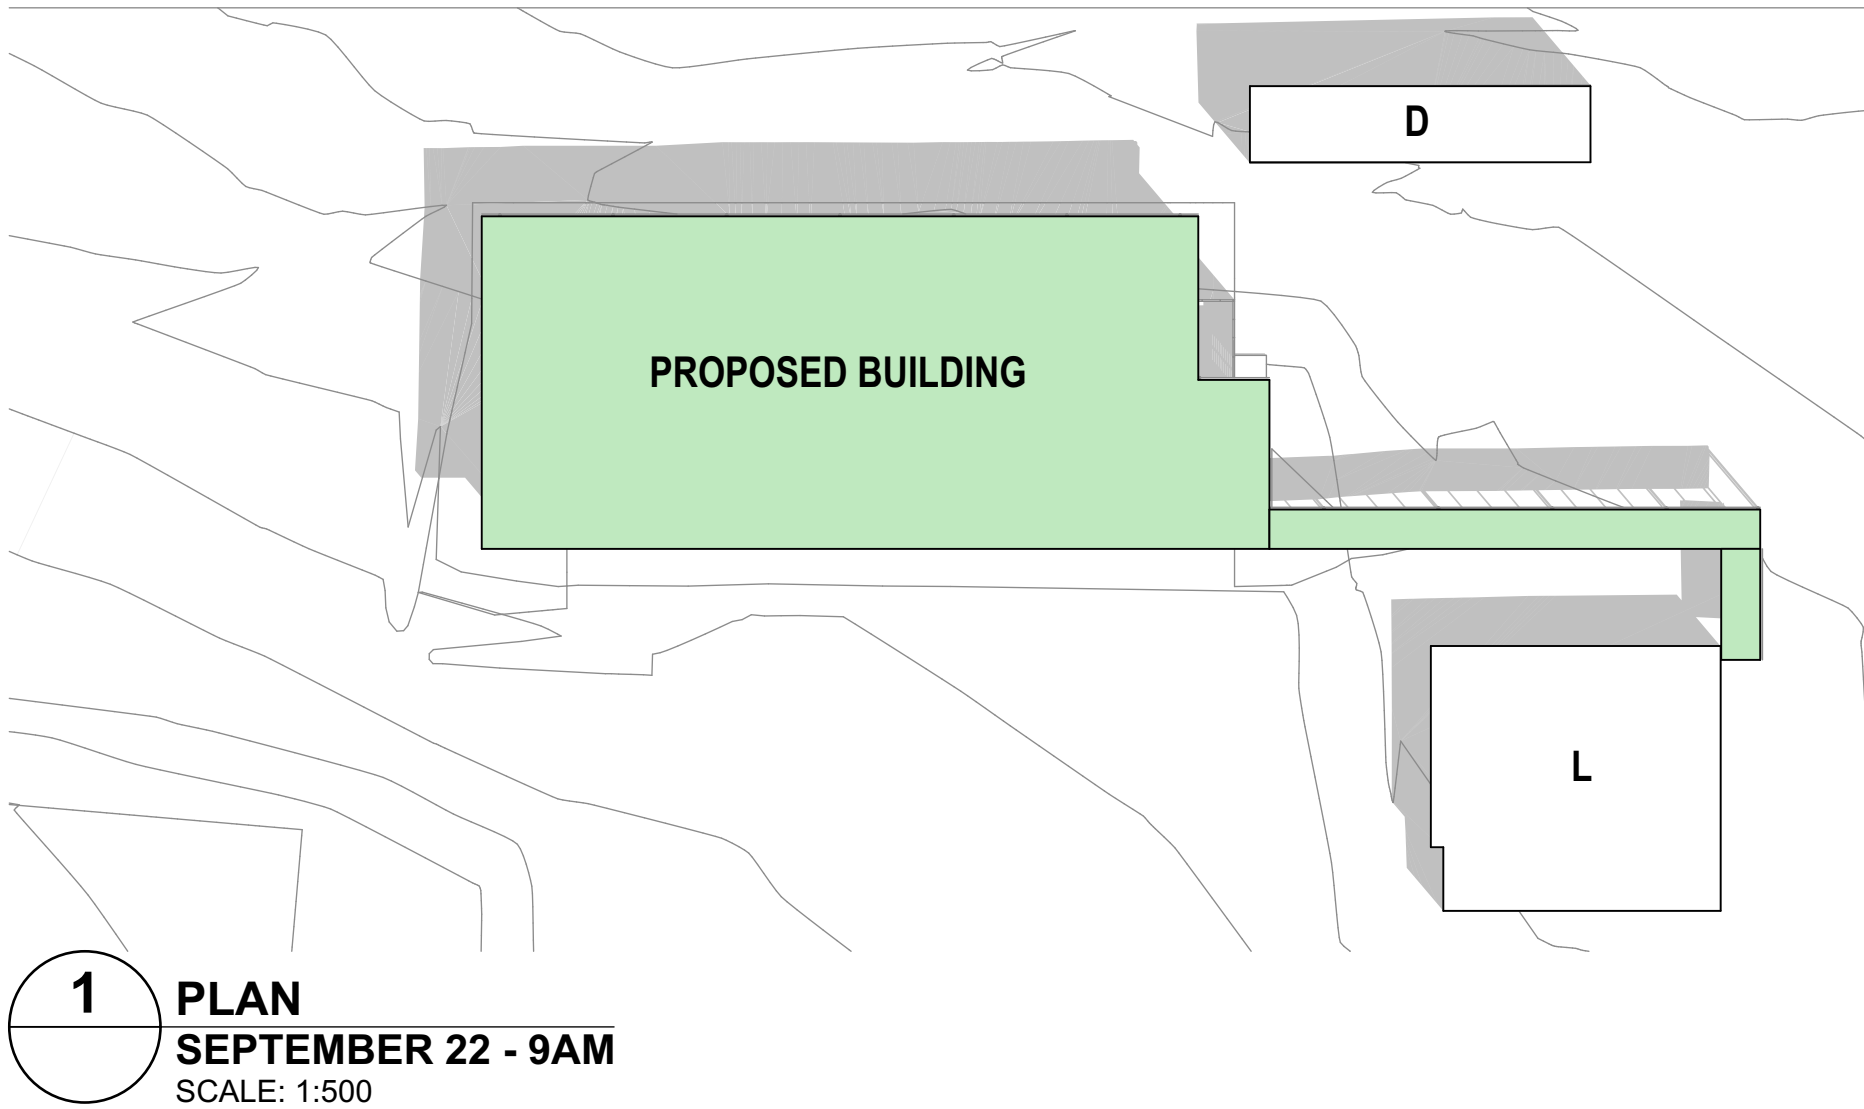 D
PROPOSED BUILDING
L
1
PLAN
SEPTEMBER 22 - 9AM
SCALE: 1:500